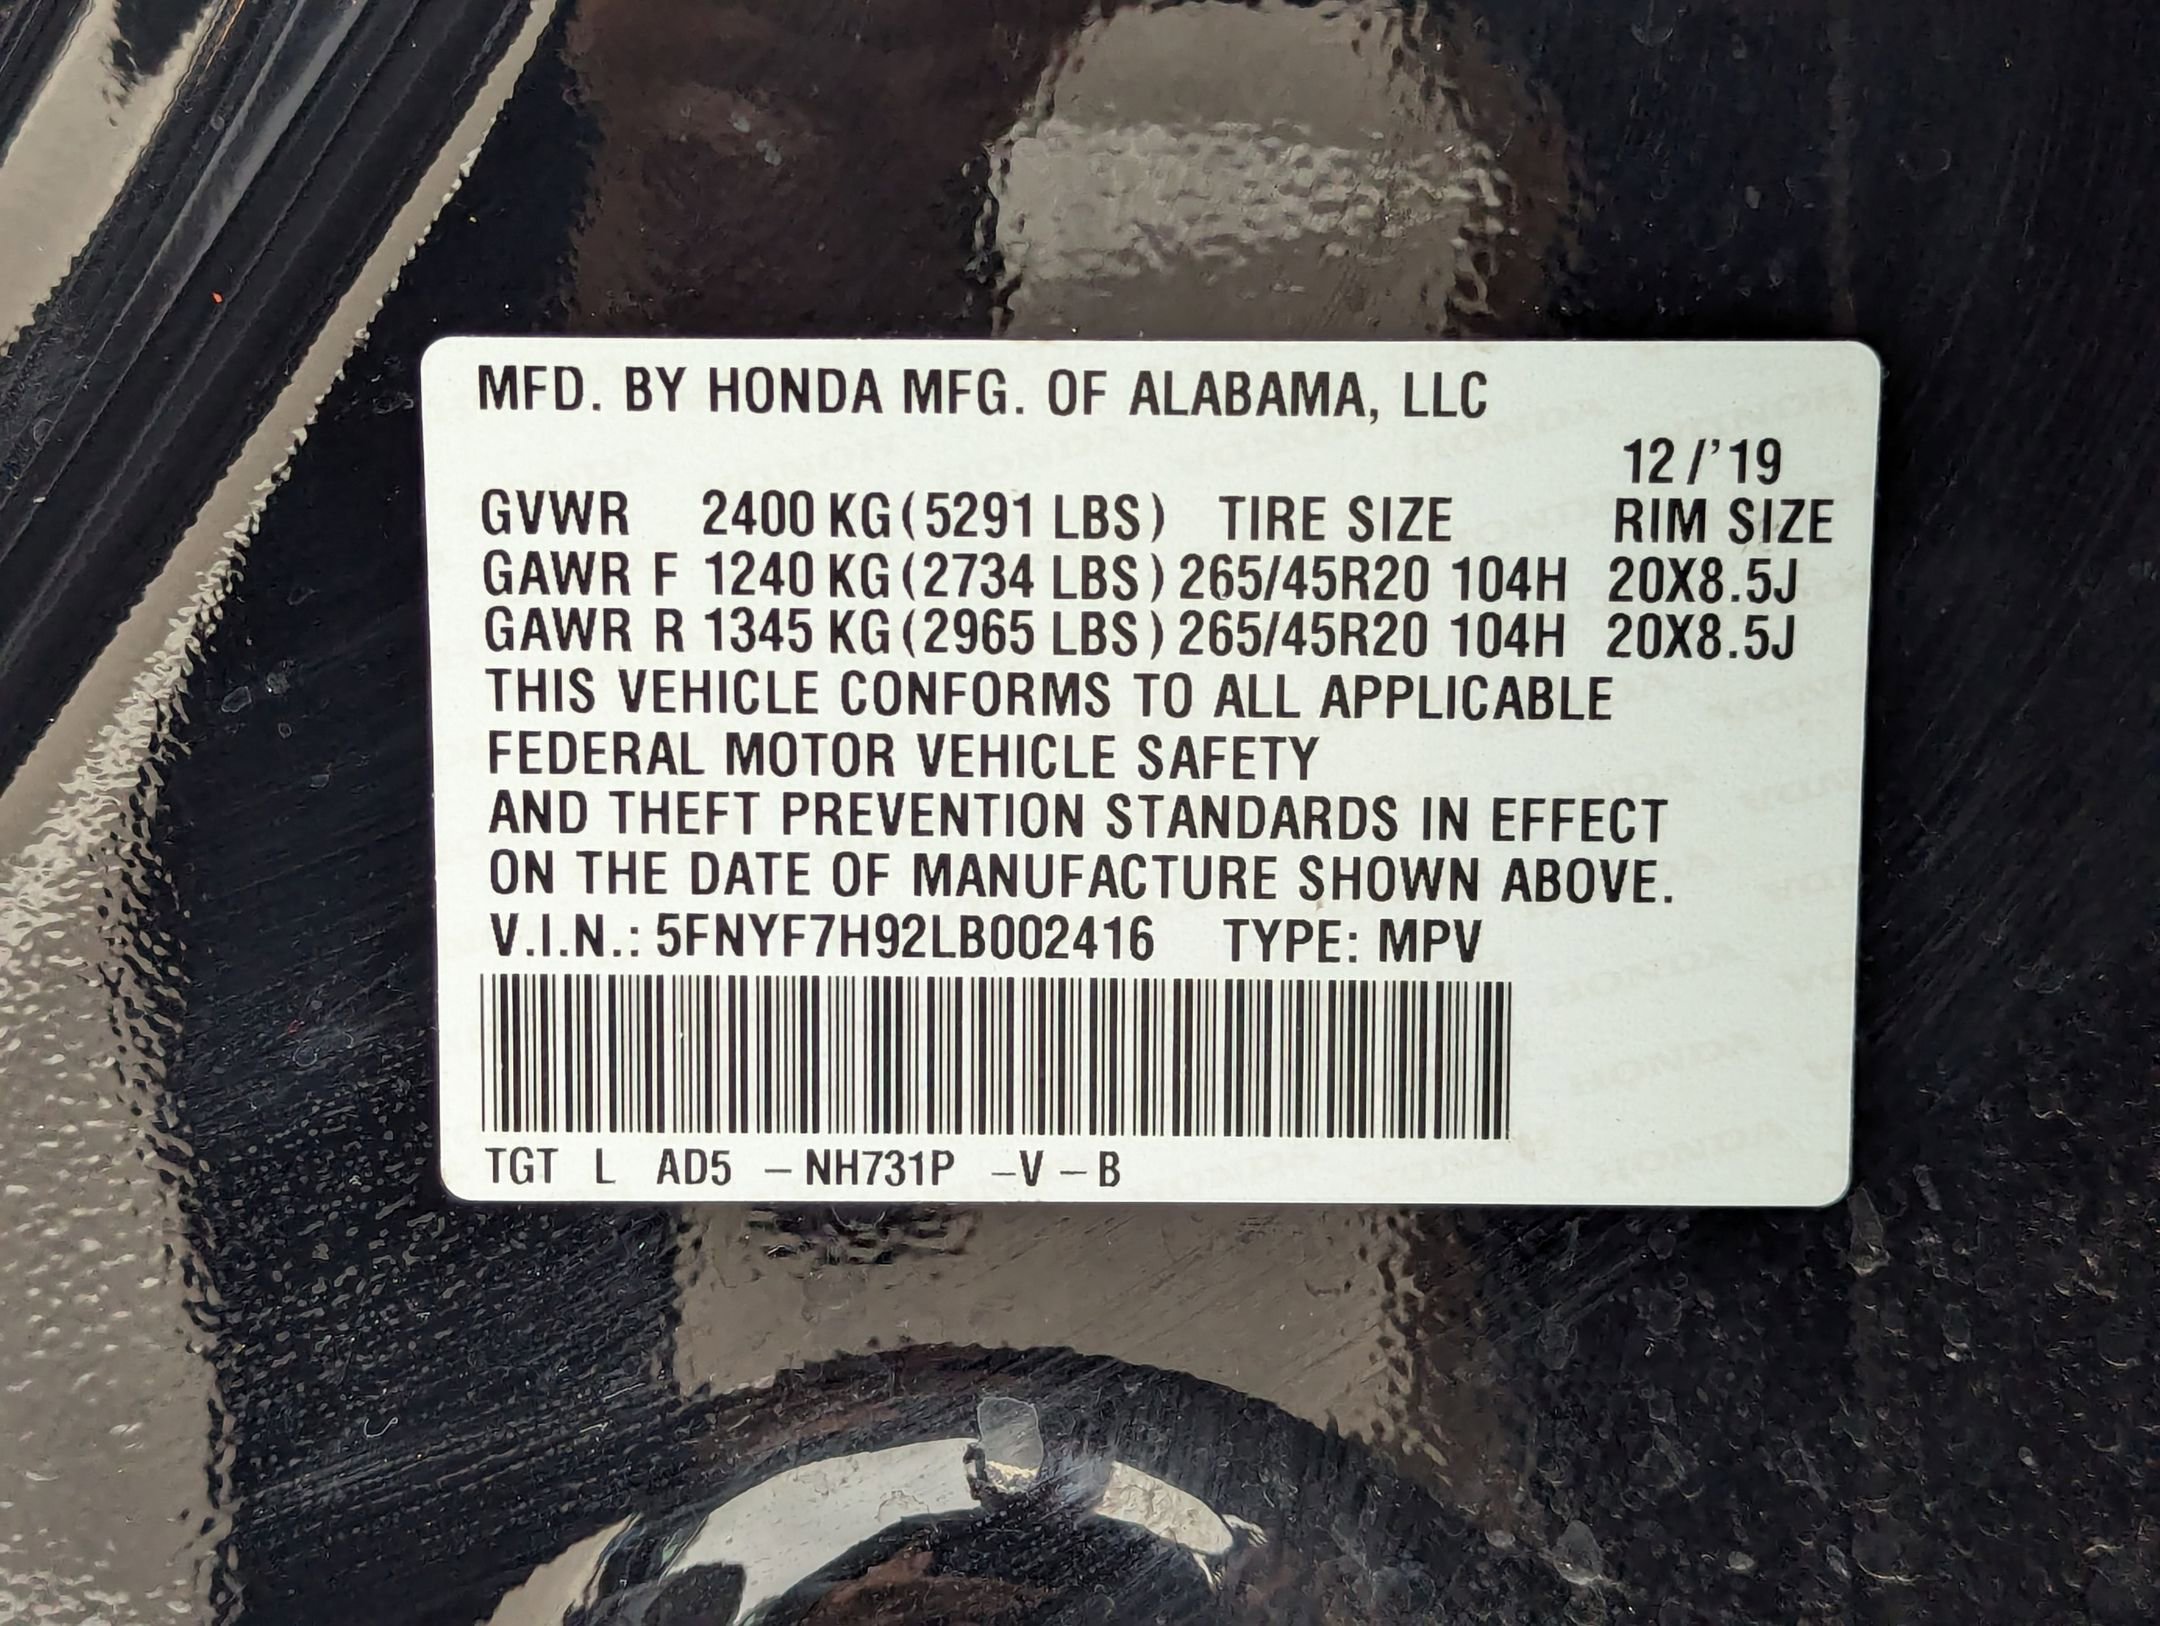 MFD. BY HONDA MFG. OF ALABAMA, LLC
12/'19
GVWR 2400 KG (5291 LBS) TIRE SIZE RIM SIZE
GAWR F 1240 KG (2734 LBS) 265/45R20 104H 20X8.5J
GAWR R 1345 KG (2965 LBS) 265/45R20 104H 20X8.5J
THIS VEHICLE CONFORMS TO ALL APPLICABLE
FEDERAL MOTOR VEHICLE SAFETY
AND THEFT PREVENTION STANDARDS IN EFFECT
ON THE DATE OF MANUFACTURE SHOWN ABOVE.
V.I.N.: 5FNYF7H92LB002416 TYPE: MPV
TGT L AD5 – NH731P –V – B